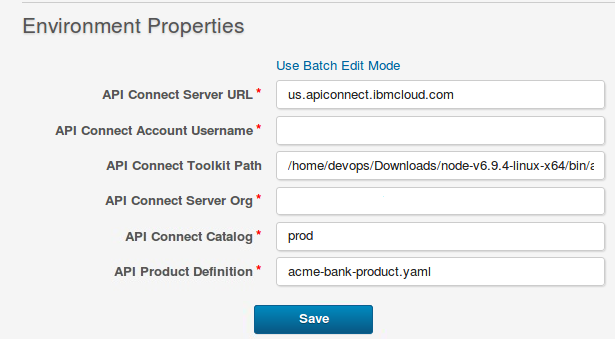 Environment Properties
Use Batch Edit Mode
API Connect Server URL * us.apiconnect.ibmcloud.com
API Connect Account Username *
API Connect Toolkit Path /home/devops/Downloads/node-v6.9.4-linux-x64/bin/a
API Connect Server Org *
API Connect Catalog * prod
API Product Definition * acme-bank-product.yaml
Save